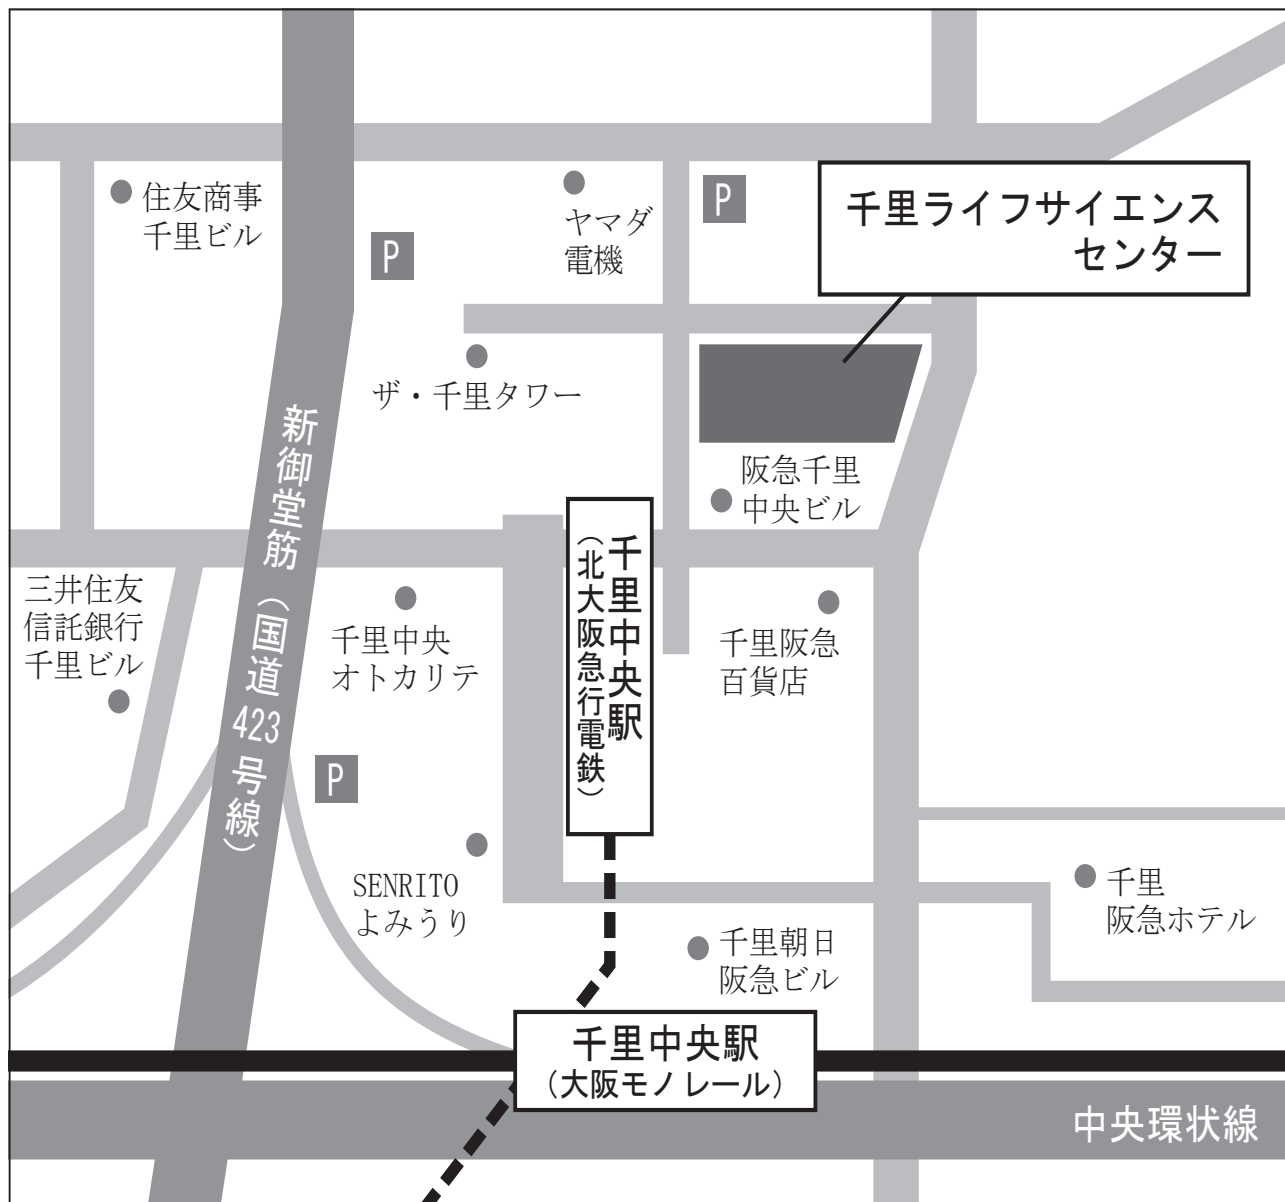 住友商事
千里ビル
P
ヤマダ
電機
P
千里ライフサイエンス
センター
ザ・千里タワー
新御堂筋（国道423号線）
阪急千里
中央ビル
千里中央駅
（北大阪急行電鉄）
三井住友
信託銀行
千里ビル
千里中央
オトカリテ
千里阪急
百貨店
P
SENRITO
よみうり
千里
阪急ホテル
千里朝日
阪急ビル
千里中央駅
（大阪モノレール）
中央環状線